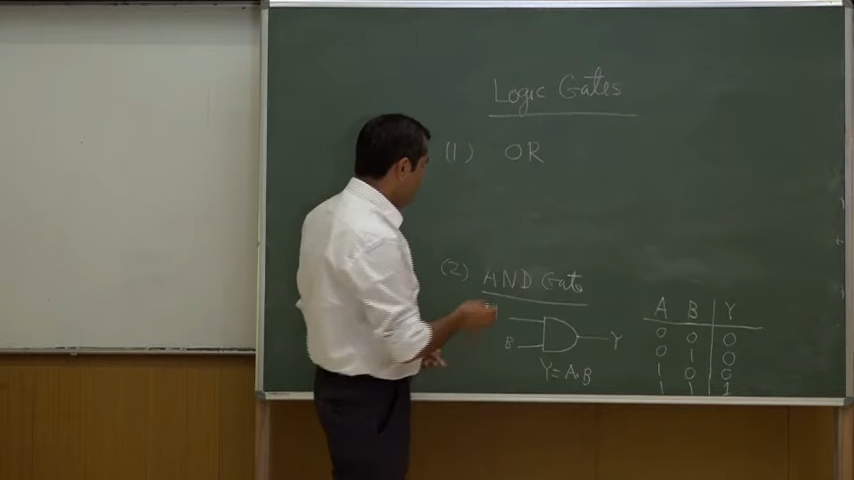 Logic Gates
(1) OR
(2) AND Gate
B Y
Y = A.B
A B Y
0 0 0
0 1 0
1 0 0
1 1 1